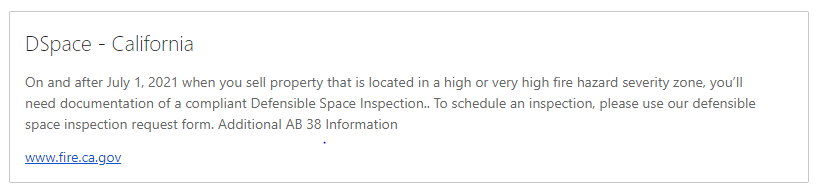 DSpace - California
On and after July 1, 2021 when you sell property that is located in a high or very high fire hazard severity zone, you’ll
need documentation of a compliant Defensible Space Inspection.. To schedule an inspection, please use our defensible
space inspection request form. Additional AB 38 Information
www.fire.ca.gov